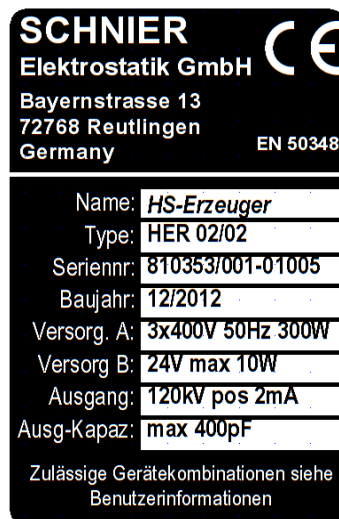 SCHNIER
Elektrostatik GmbH
CE
Bayernstrasse 13
72768 Reutlingen
Germany
EN 50348
Name: HS-Erzeuger
Type: HER 02/02
Seriennr: 810353/001-01005
Baujahr: 12/2012
Versorg. A: 3x400V 50Hz 300W
Versorg B: 24V max 10W
Ausgang: 120kV pos 2mA
Ausg-Kapaz: max 400pF
Zulässige Gerätekombinationen siehe
Benutzerinformationen